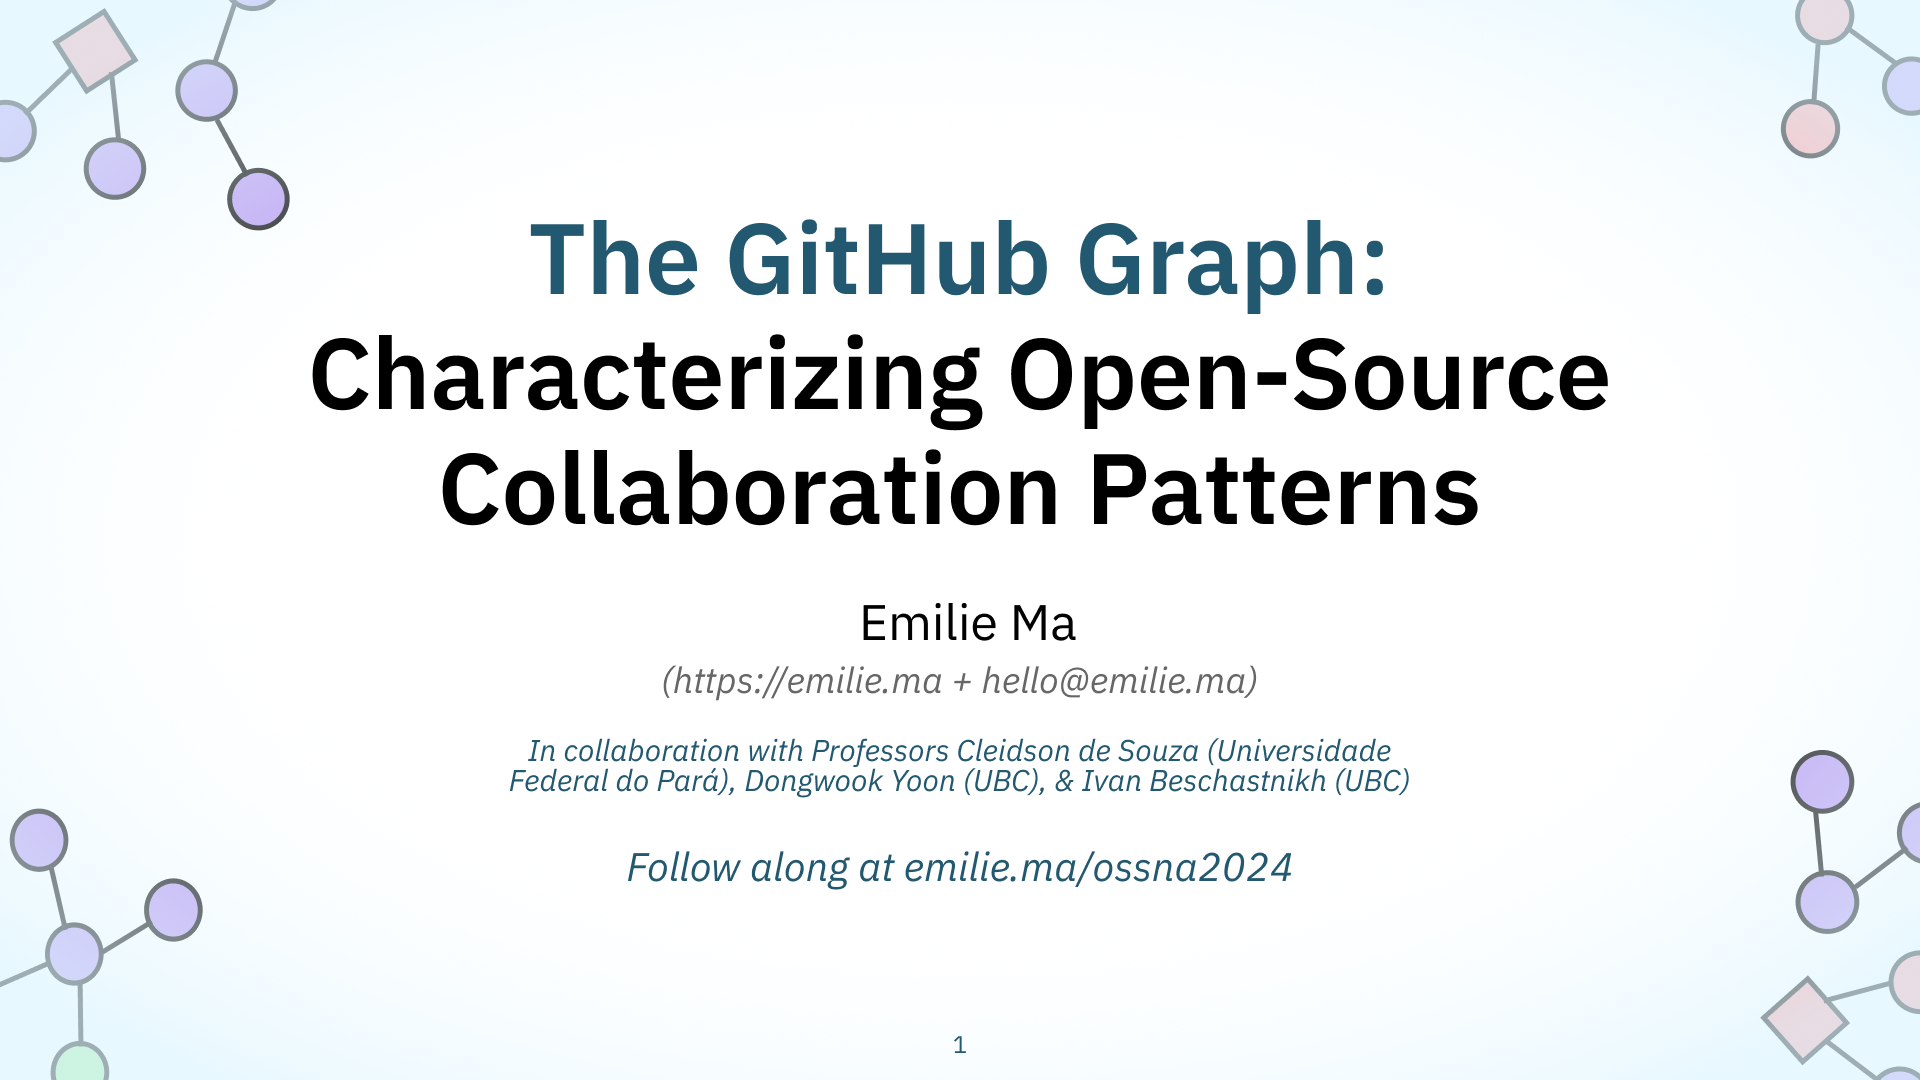 The GitHub Graph:
Characterizing Open-Source
Collaboration Patterns
Emilie Ma
(https://emilie.ma + hello@emilie.ma)
In collaboration with Professors Cleidson de Souza (Universidade
Federal do Pará), Dongwook Yoon (UBC), & Ivan Beschastnikh (UBC)
Follow along at emilie.ma/ossna2024
1